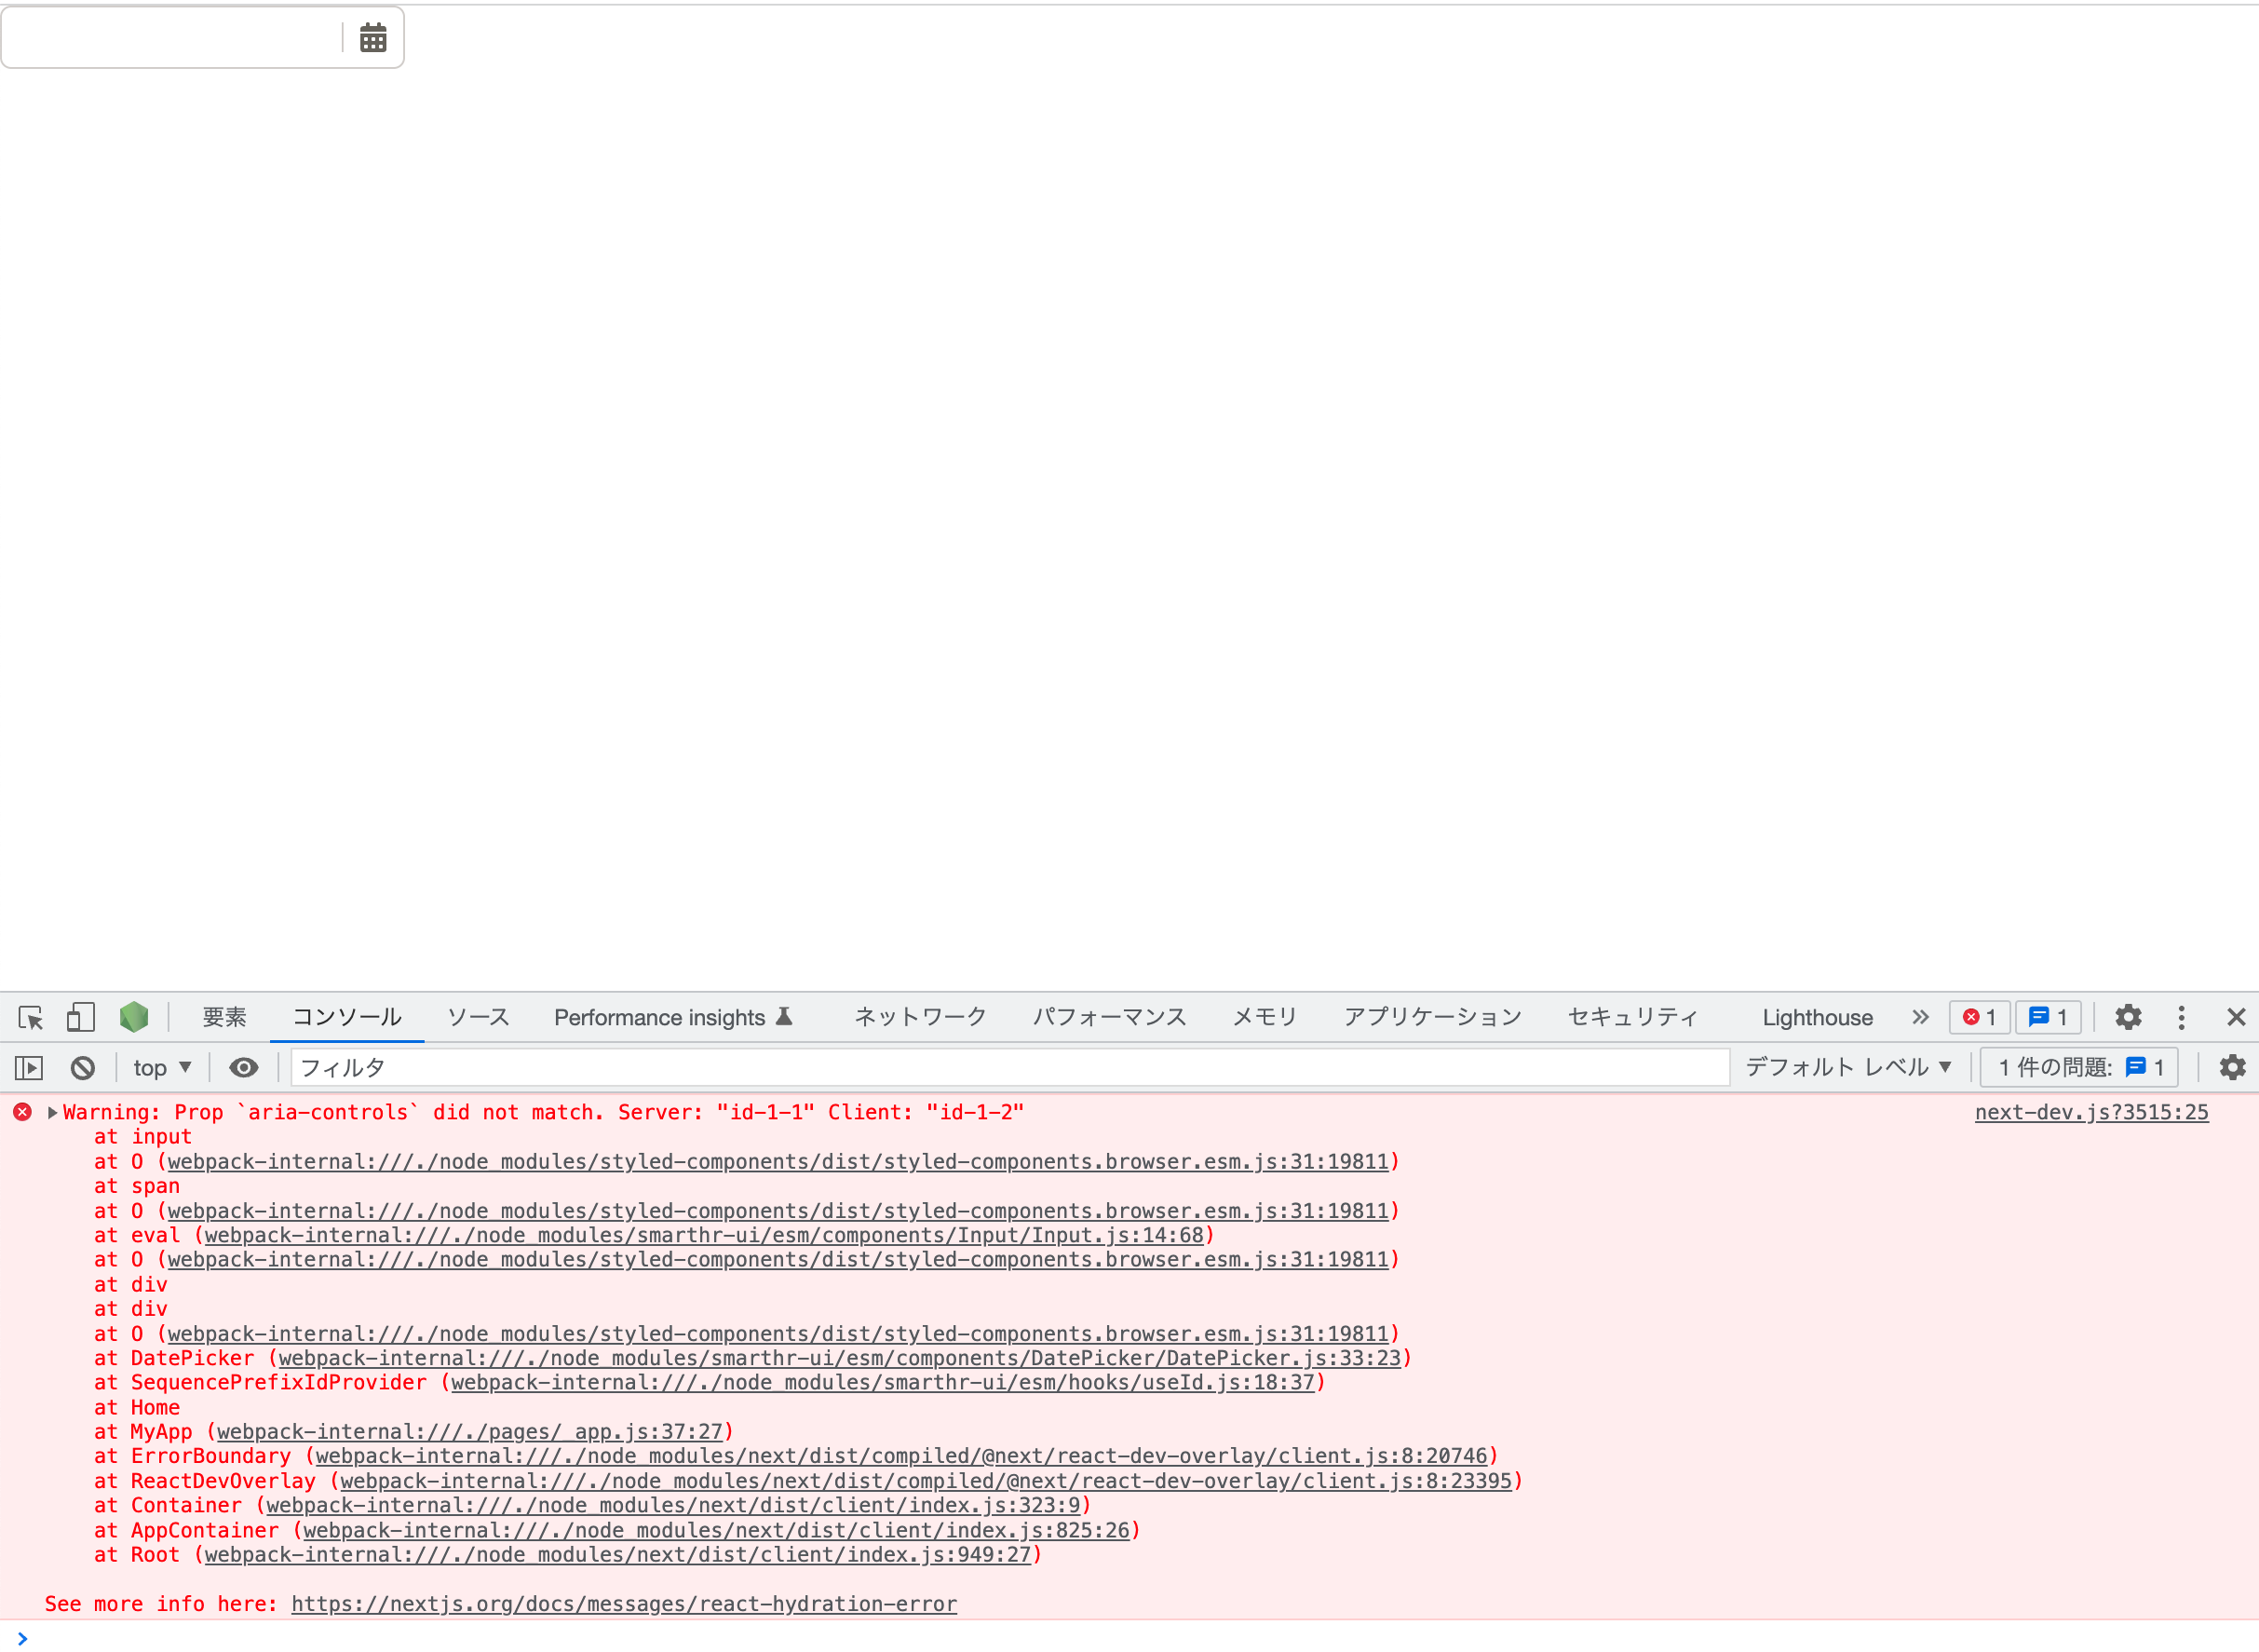 要素 コンソール ソース Performance insights ネットワーク パフォーマンス メモリ アプリケーション セキュリティ Lighthouse 1 1
top フィルタ デフォルト レベル 1 件の問題: 1
Warning: Prop `aria-controls` did not match. Server: "id-1-1" Client: "id-1-2" next-dev.js?3515:25
at input
at O (webpack-internal:///./node_modules/styled-components/dist/styled-components.browser.esm.js:31:19811)
at span
at O (webpack-internal:///./node_modules/styled-components/dist/styled-components.browser.esm.js:31:19811)
at eval (webpack-internal:///./node_modules/smarthr-ui/esm/components/Input/Input.js:14:68)
at O (webpack-internal:///./node_modules/styled-components/dist/styled-components.browser.esm.js:31:19811)
at div
at div
at O (webpack-internal:///./node_modules/styled-components/dist/styled-components.browser.esm.js:31:19811)
at DatePicker (webpack-internal:///./node_modules/smarthr-ui/esm/components/DatePicker/DatePicker.js:33:23)
at SequencePrefixIdProvider (webpack-internal:///./node_modules/smarthr-ui/esm/hooks/useId.js:18:37)
at Home
at MyApp (webpack-internal:///./pages/_app.js:37:27)
at ErrorBoundary (webpack-internal:///./node_modules/next/dist/compiled/@next/react-dev-overlay/client.js:8:20746)
at ReactDevOverlay (webpack-internal:///./node_modules/next/dist/compiled/@next/react-dev-overlay/client.js:8:23395)
at Container (webpack-internal:///./node_modules/next/dist/client/index.js:323:9)
at AppContainer (webpack-internal:///./node_modules/next/dist/client/index.js:825:26)
at Root (webpack-internal:///./node_modules/next/dist/client/index.js:949:27)
See more info here: https://nextjs.org/docs/messages/react-hydration-error